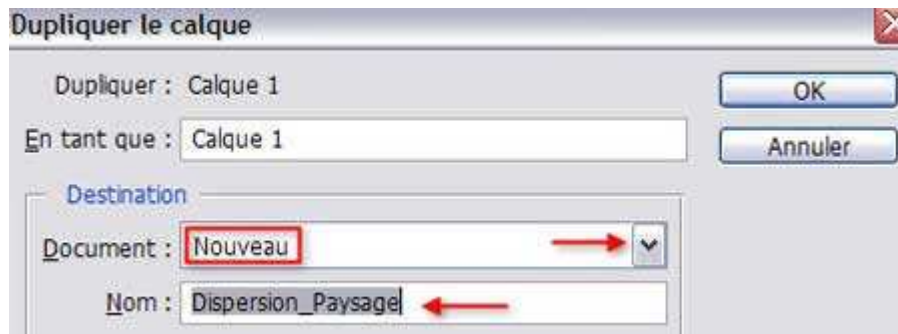 Dupliquer le calque
Dupliquer : Calque 1
OK
En tant que : Calque 1
Annuler
Destination
Document : Nouveau
Nom : Dispersion_Paysage